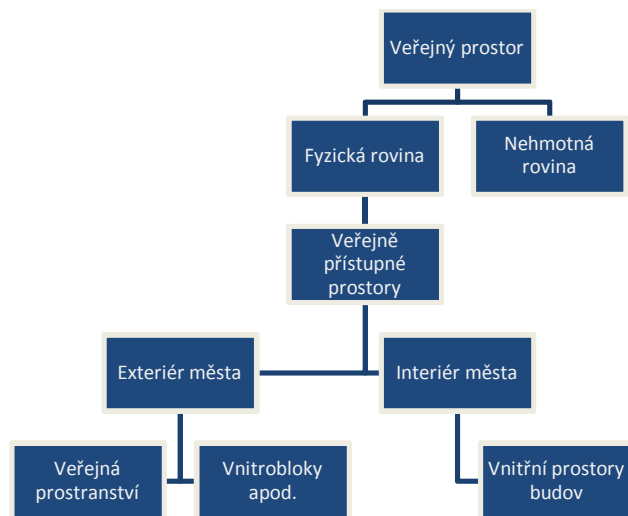 Veřejný prostor
Fyzická rovina
Nehmotná
rovina
Veřejně
přístupné
prostory
Exteriér města
Interiér města
Veřejná
prostranství
Vnitrobloky
apod.
Vnitřní prostory
budov